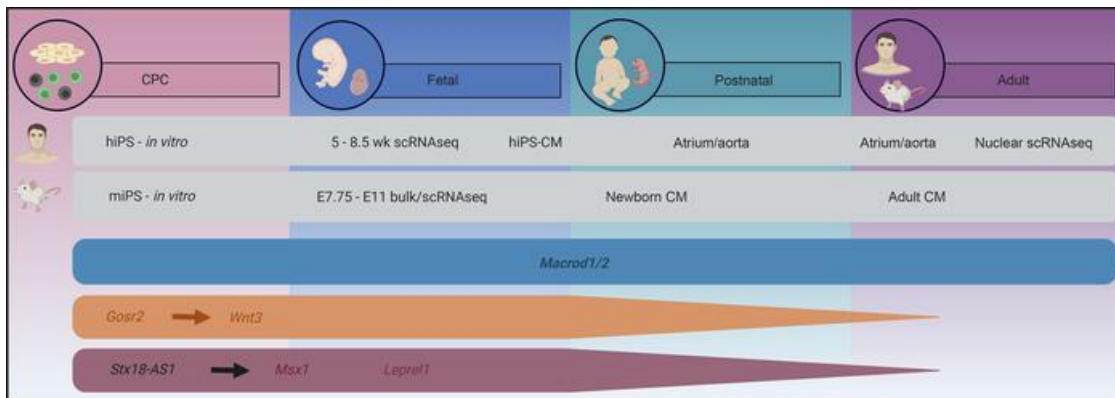 CPC
Fetal
Postnatal
Adult
hiPS - in vitro
5 - 8.5 wk scRNAseq
hiPS-CM
Atrium/aorta
Atrium/aorta
Nuclear scRNAseq
miPS - in vitro
E7.75 - E11 bulk/scRNAseq
Newborn CM
Adult CM
Macrod1/2
Gosr2
Wnt3
Stx18-AS1
Msx1
Leprel1